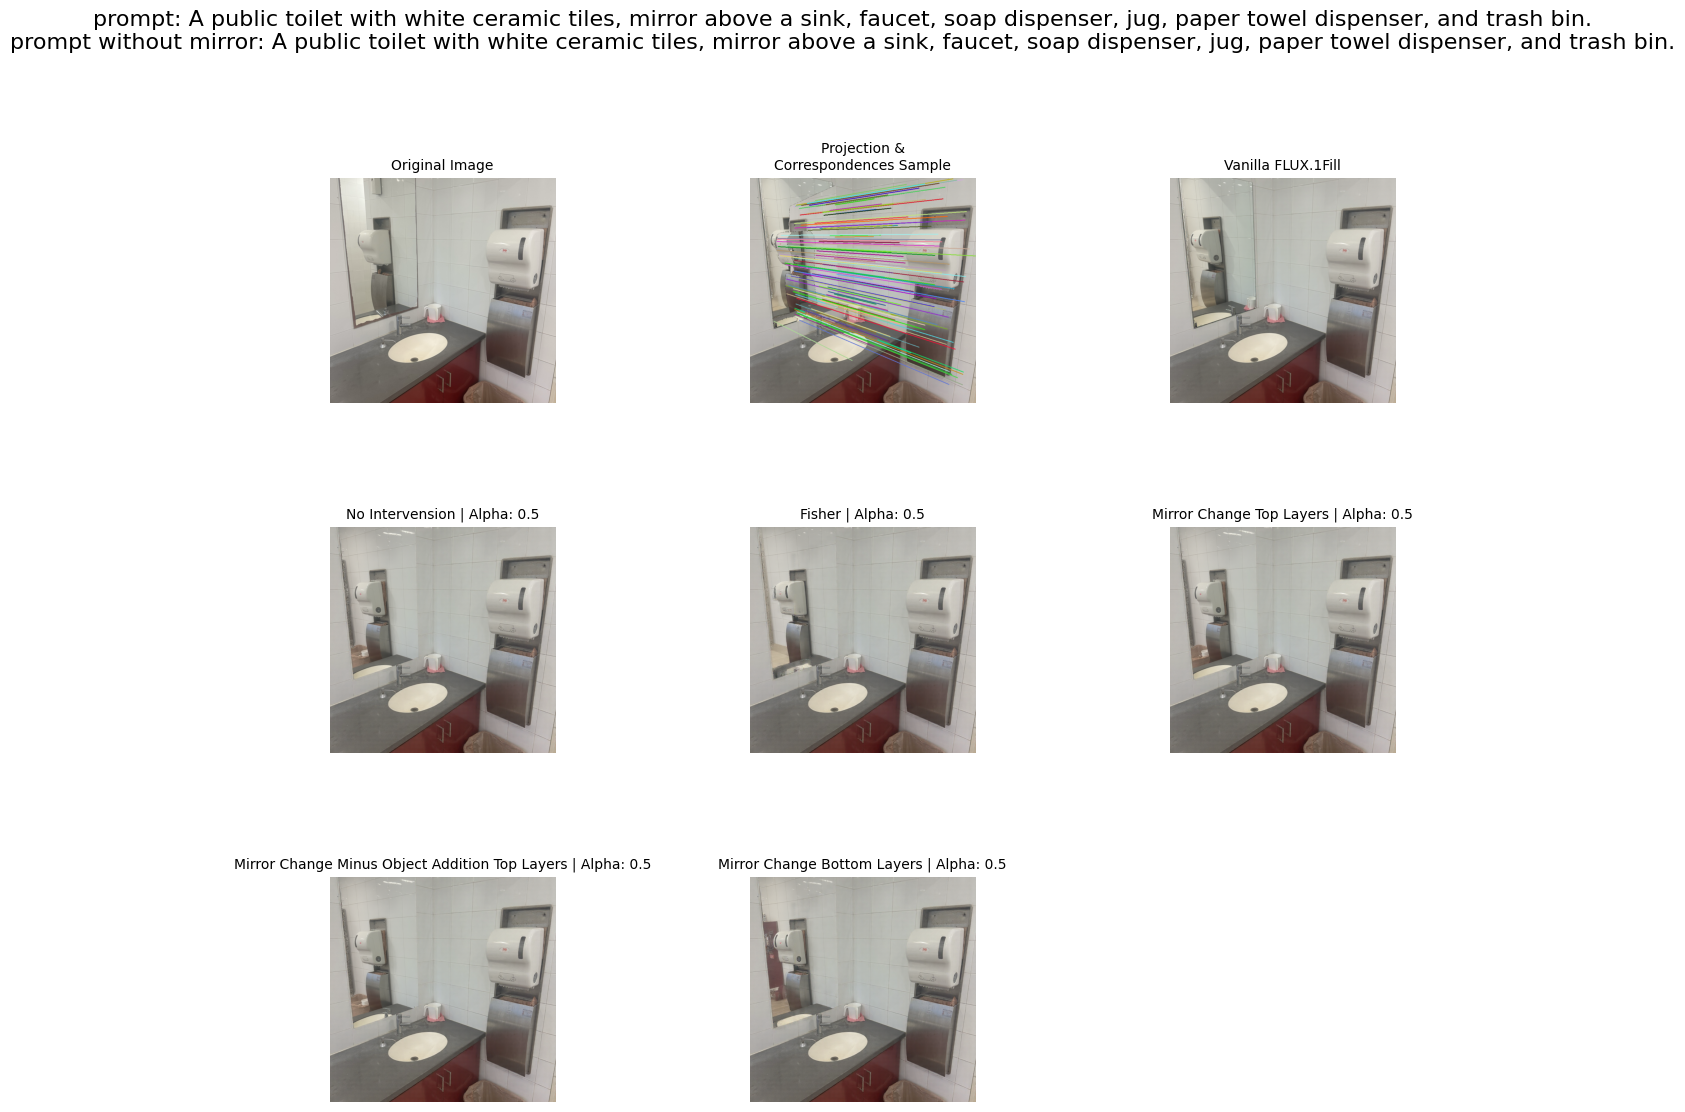 prompt: A public toilet with white ceramic tiles, mirror above a sink, faucet, soap dispenser, jug, paper towel dispenser, and trash bin.
prompt without mirror: A public toilet with white ceramic tiles, mirror above a sink, faucet, soap dispenser, jug, paper towel dispenser, and trash bin.
Original Image
Projection &
Correspondences Sample
Vanilla FLUX.1Fill
No Intervension | Alpha: 0.5
Fisher | Alpha: 0.5
Mirror Change Top Layers | Alpha: 0.5
Mirror Change Minus Object Addition Top Layers | Alpha: 0.5
Mirror Change Bottom Layers | Alpha: 0.5